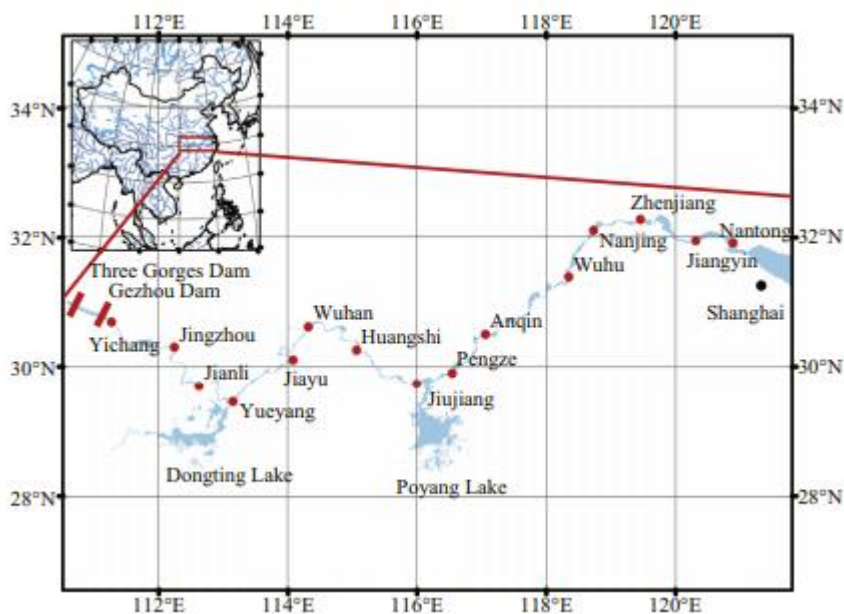 112°E 114°E 116°E 118°E 120°E
34°N 34°N
Zhenjiang
32°N 32°N
Nanjing
Nantong
Jiangyin
Three Gorges Dam
Wuhu
Gezhou Dam
Shanghai
Wuhan
Anqin
Yichang
Jingzhou
Huangshi
30°N 30°N
Pengze
Jianli
Jiayu
Jiujiang
Yueyang
Dongting Lake
Poyang Lake
28°N 28°N
112°E 114°E 116°E 118°E 120°E